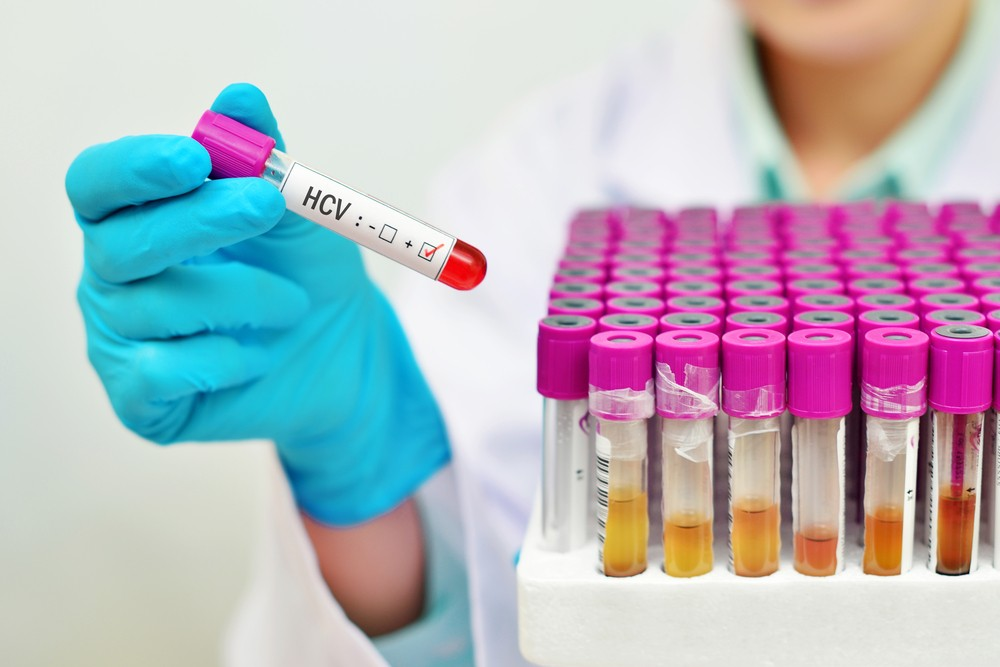 HCV : - ☐ + ☑